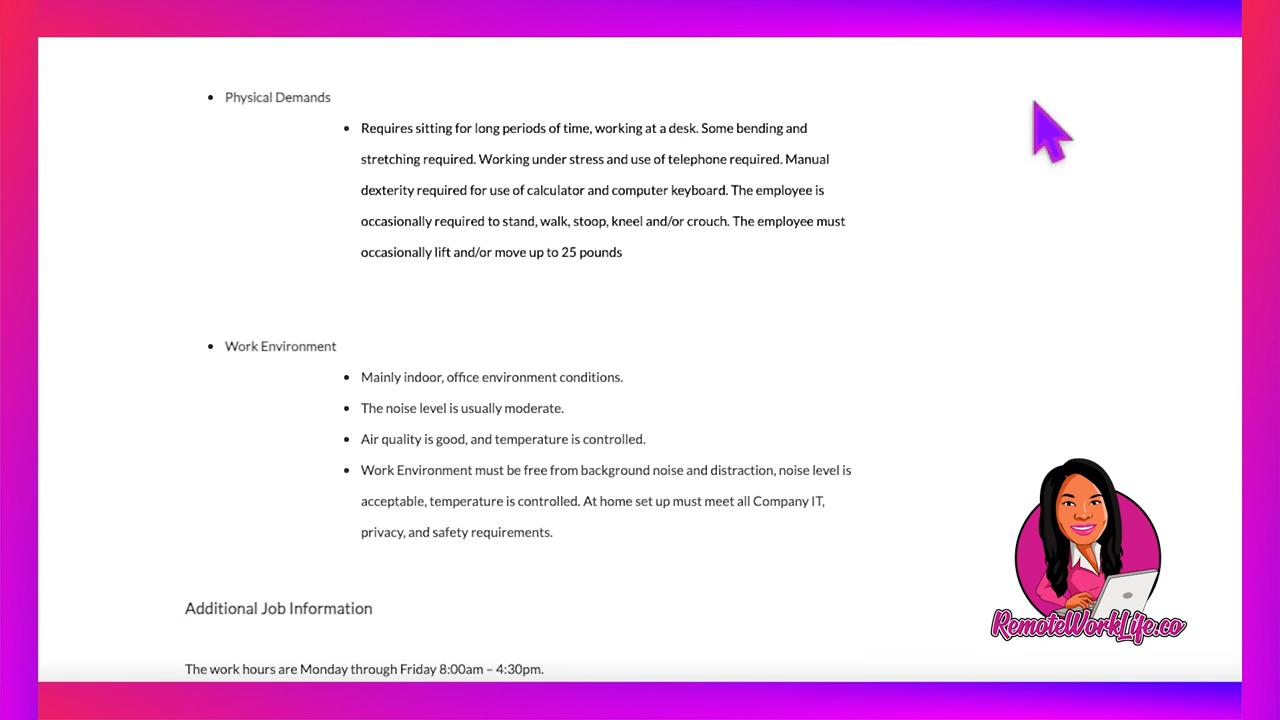 Physical Demands
Requires sitting for long periods of time, working at a desk. Some bending and
stretching required. Working under stress and use of telephone required. Manual
dexterity required for use of calculator and computer keyboard. The employee is
occasionally required to stand, walk, stoop, kneel and/or crouch. The employee must
occasionally lift and/or move up to 25 pounds
Work Environment
Mainly indoor, office environment conditions.
The noise level is usually moderate.
Air quality is good, and temperature is controlled.
Work Environment must be free from background noise and distraction, noise level is
acceptable, temperature is controlled. At home set up must meet all Company IT,
privacy, and safety requirements.
RemoteWorkLife.co
Additional Job Information
The work hours are Monday through Friday 8:00am – 4:30pm.